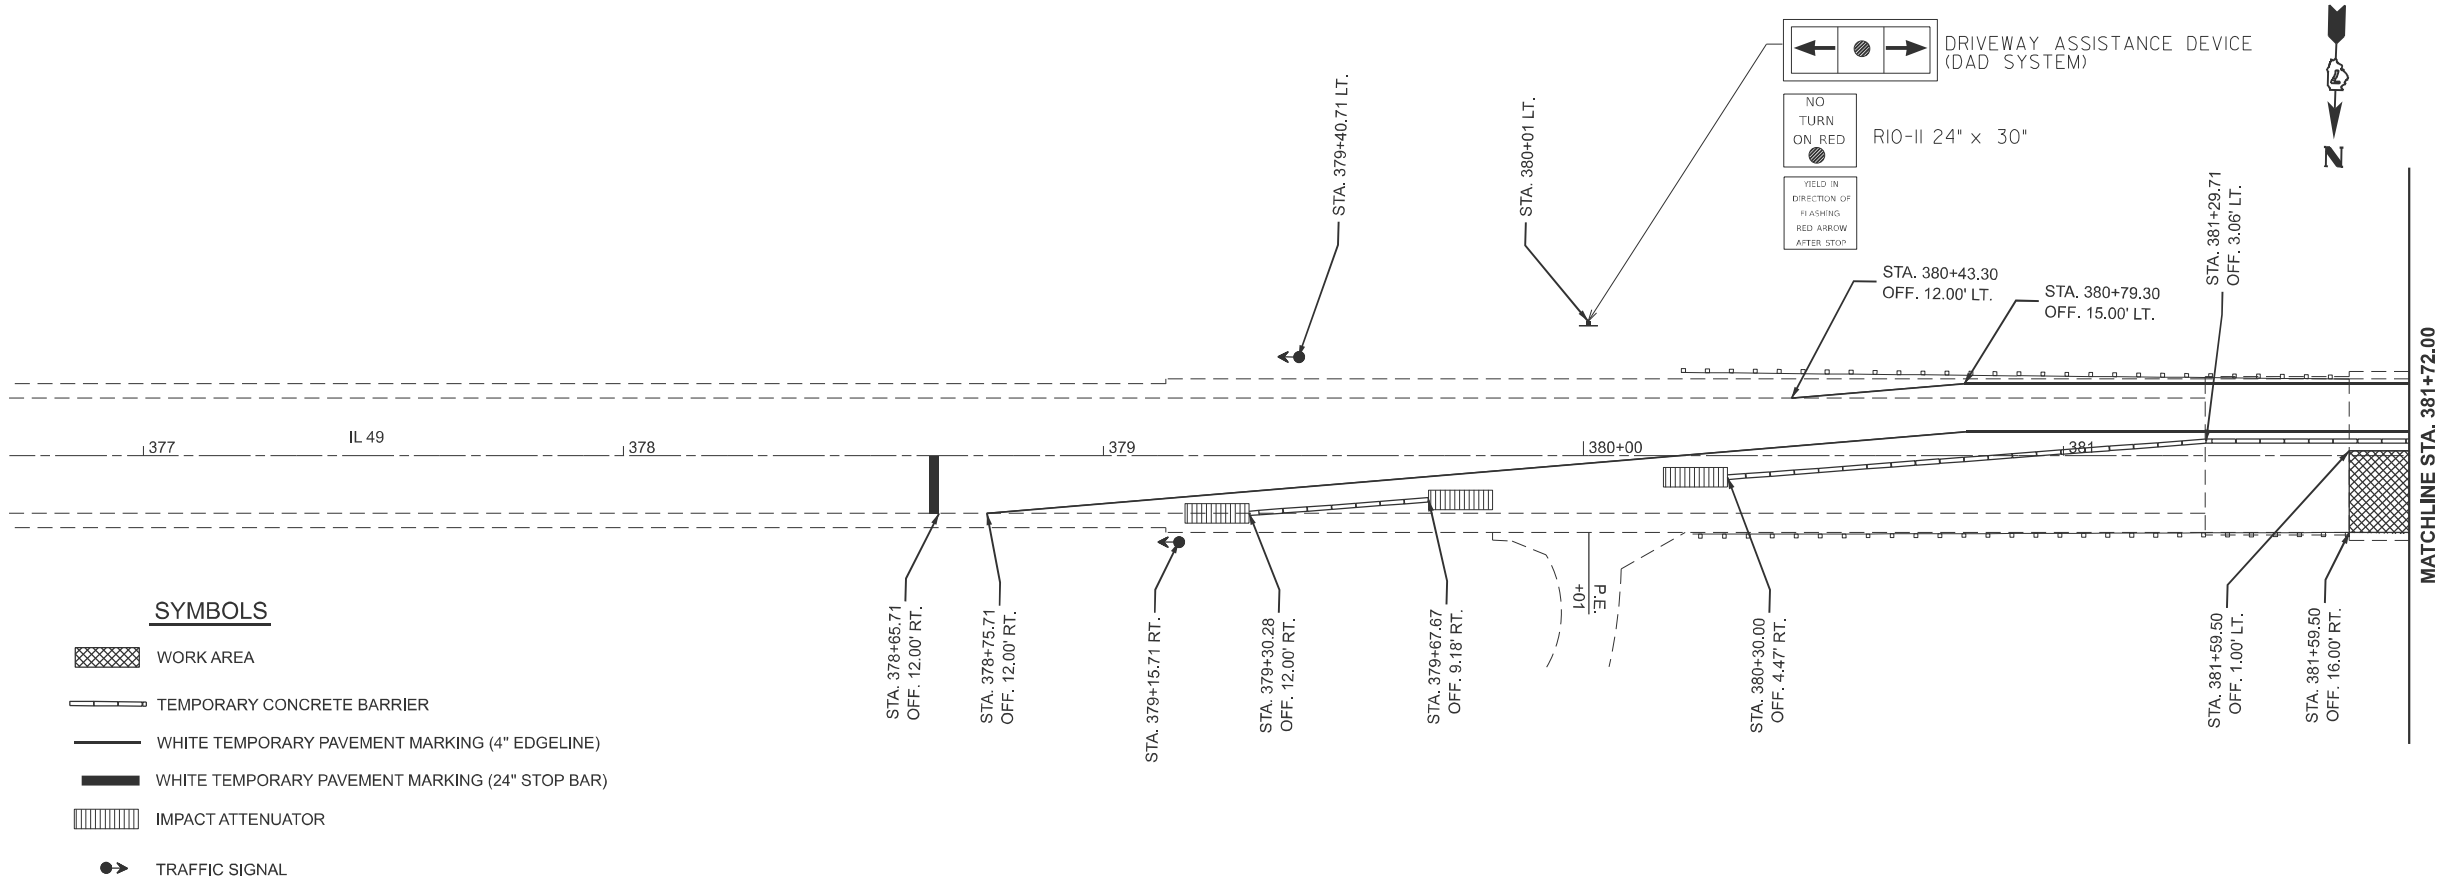 DRIVEWAY ASSISTANCE DEVICE
(DAD SYSTEM)
NO
TURN
ON RED
R10-11 24" x 30"
YIELD IN
DIRECTION OF
FLASHING
RED ARROW
AFTER STOP
N
STA. 379+40.71 LT.
STA. 380+01 LT.
STA. 381+29.71
OFF. 3.06' LT.
STA. 380+43.30
OFF. 12.00' LT.
STA. 380+79.30
OFF. 15.00' LT.
MATCHLINE STA. 381+72.00
377
IL 49
378
379
380+00
381
P.E.
+01
STA. 378+65.71
OFF. 12.00' RT.
STA. 378+75.71
OFF. 12.00' RT.
STA. 379+15.71 RT.
STA. 379+30.28
OFF. 12.00' RT.
STA. 379+67.67
OFF. 9.18' RT.
STA. 380+30.00
OFF. 4.47' RT.
STA. 381+59.50
OFF. 1.00' LT.
STA. 381+59.50
OFF. 16.00' RT.
SYMBOLS
WORK AREA
TEMPORARY CONCRETE BARRIER
WHITE TEMPORARY PAVEMENT MARKING (4" EDGELINE)
WHITE TEMPORARY PAVEMENT MARKING (24" STOP BAR)
IMPACT ATTENUATOR
TRAFFIC SIGNAL